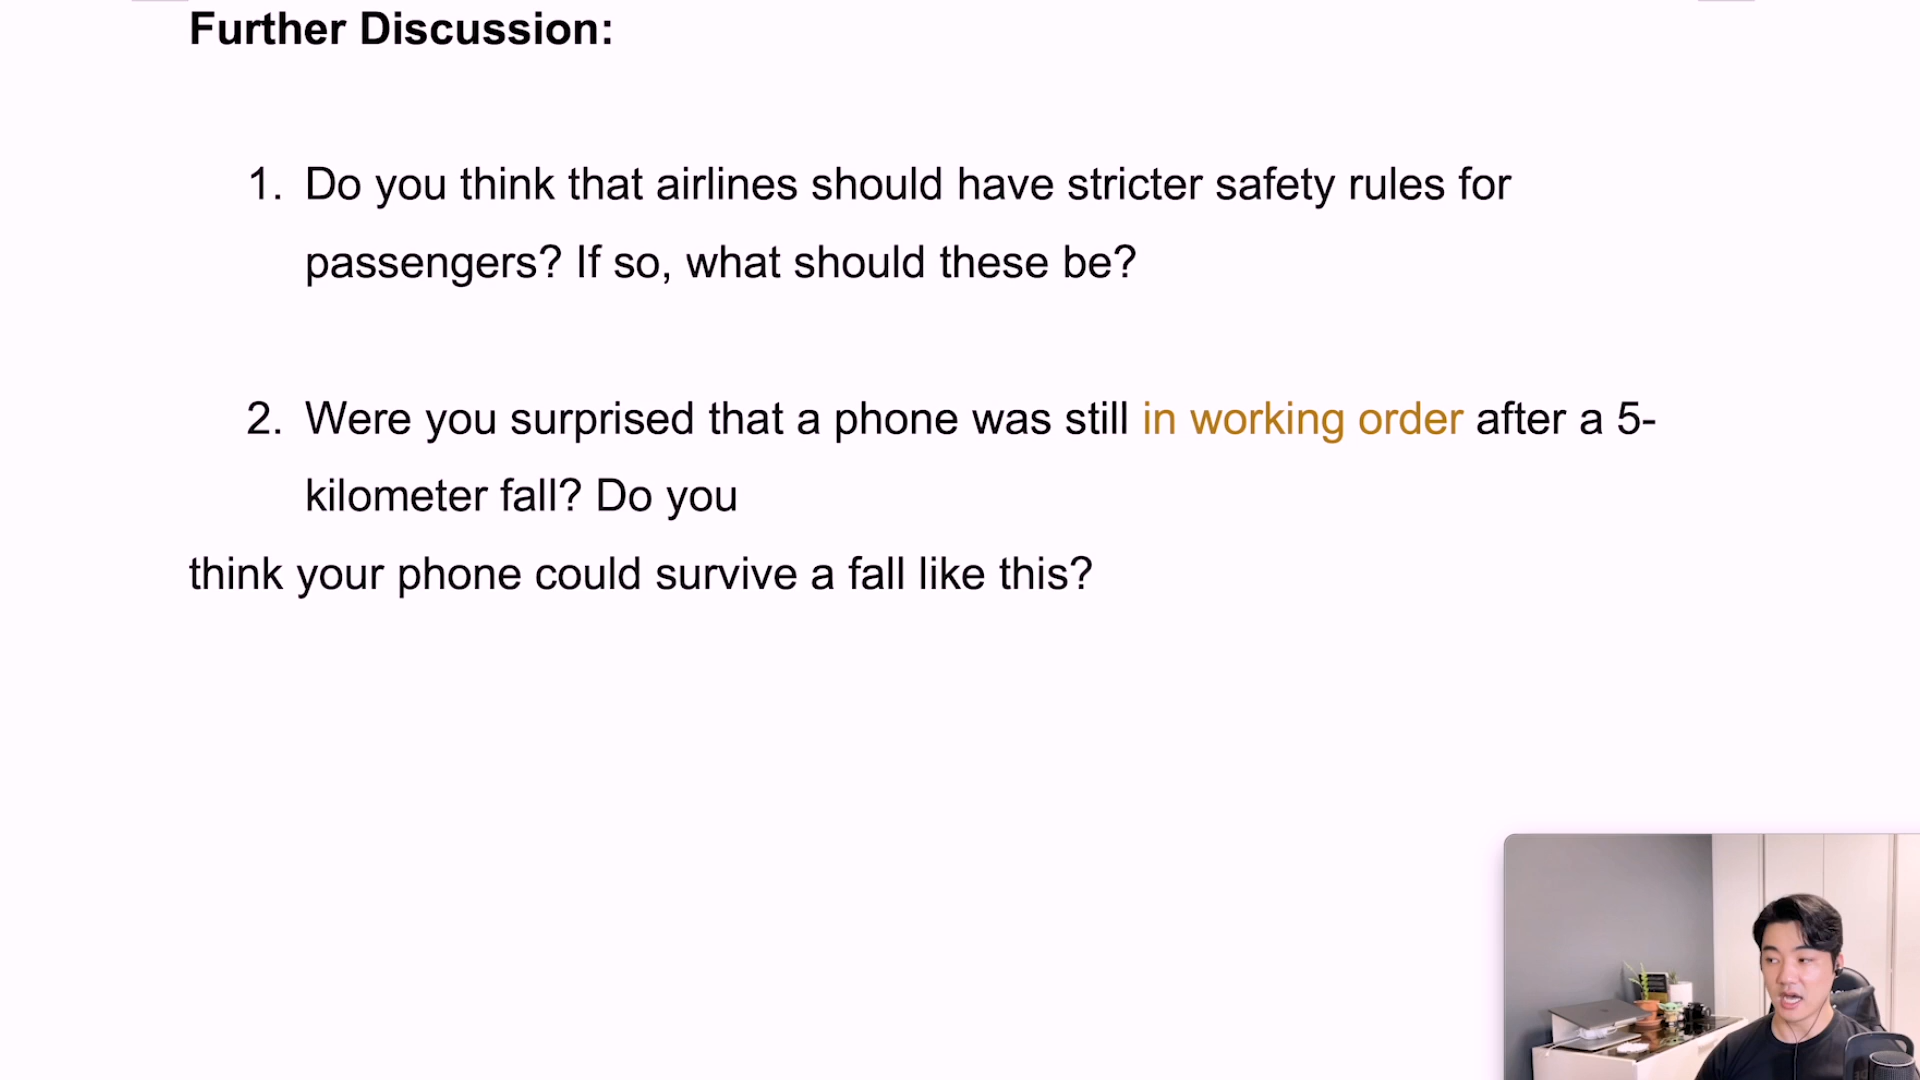 Further Discussion:
1. Do you think that airlines should have stricter safety rules for
passengers? If so, what should these be?
2. Were you surprised that a phone was still in working order after a 5-
kilometer fall? Do you
think your phone could survive a fall like this?